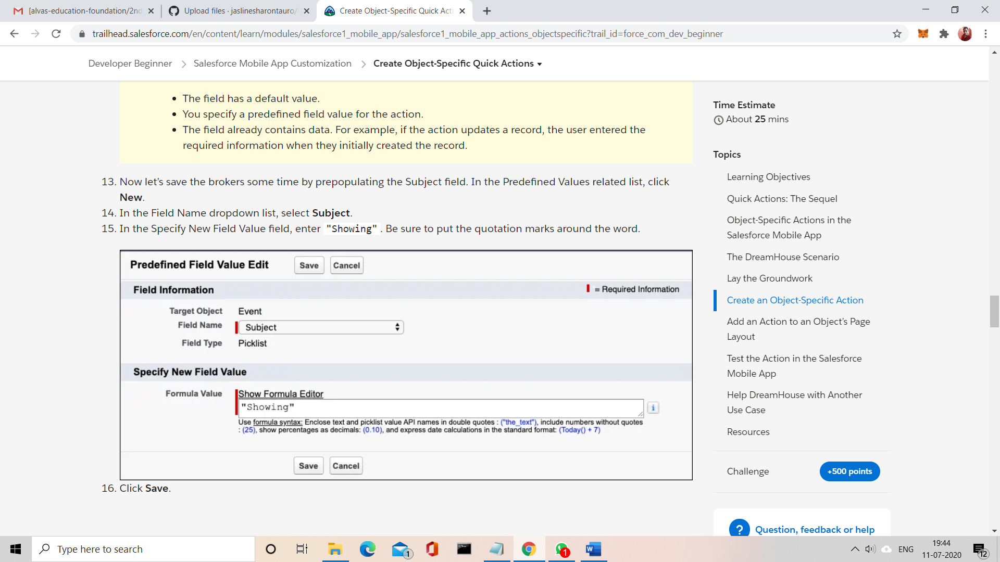 [alvas-education-foundation/2nd
Upload files · jaslinesharontauro/
Create Object-Specific Quick Acti
trailhead.salesforce.com/en/content/learn/modules/salesforce1_mobile_app/salesforce1_mobile_app_actions_objectspecific?trail_id=force_com_dev_beginner
Developer Beginner
Salesforce Mobile App Customization
Create Object-Specific Quick Actions
• The field has a default value.
• You specify a predefined field value for the action.
• The field already contains data. For example, if the action updates a record, the user entered the
required information when they initially created the record.
13. Now let’s save the brokers some time by prepopulating the Subject field. In the Predefined Values related list, click
New.
14. In the Field Name dropdown list, select Subject.
15. In the Specify New Field Value field, enter "Showing" . Be sure to put the quotation marks around the word.
Predefined Field Value Edit
Save
Cancel
Field Information
= Required Information
Target Object Event
Field Name Subject
Field Type Picklist
Specify New Field Value
Formula Value Show Formula Editor
"Showing"
i
Use formula syntax: Enclose text and picklist value API names in double quotes : ("the_text"), include numbers without quotes
: (25), show percentages as decimals: (0.10), and express date calculations in the standard format: (Today() + 7)
Save
Cancel
16. Click Save.
Time Estimate
About 25 mins
Topics
Learning Objectives
Quick Actions: The Sequel
Object-Specific Actions in the
Salesforce Mobile App
The DreamHouse Scenario
Lay the Groundwork
Create an Object-Specific Action
Add an Action to an Object’s Page
Layout
Test the Action in the Salesforce
Mobile App
Help DreamHouse with Another
Use Case
Resources
Challenge
+500 points
? Question, feedback or help
Type here to search
1
1
W
ENG
19:44
11-07-2020
12